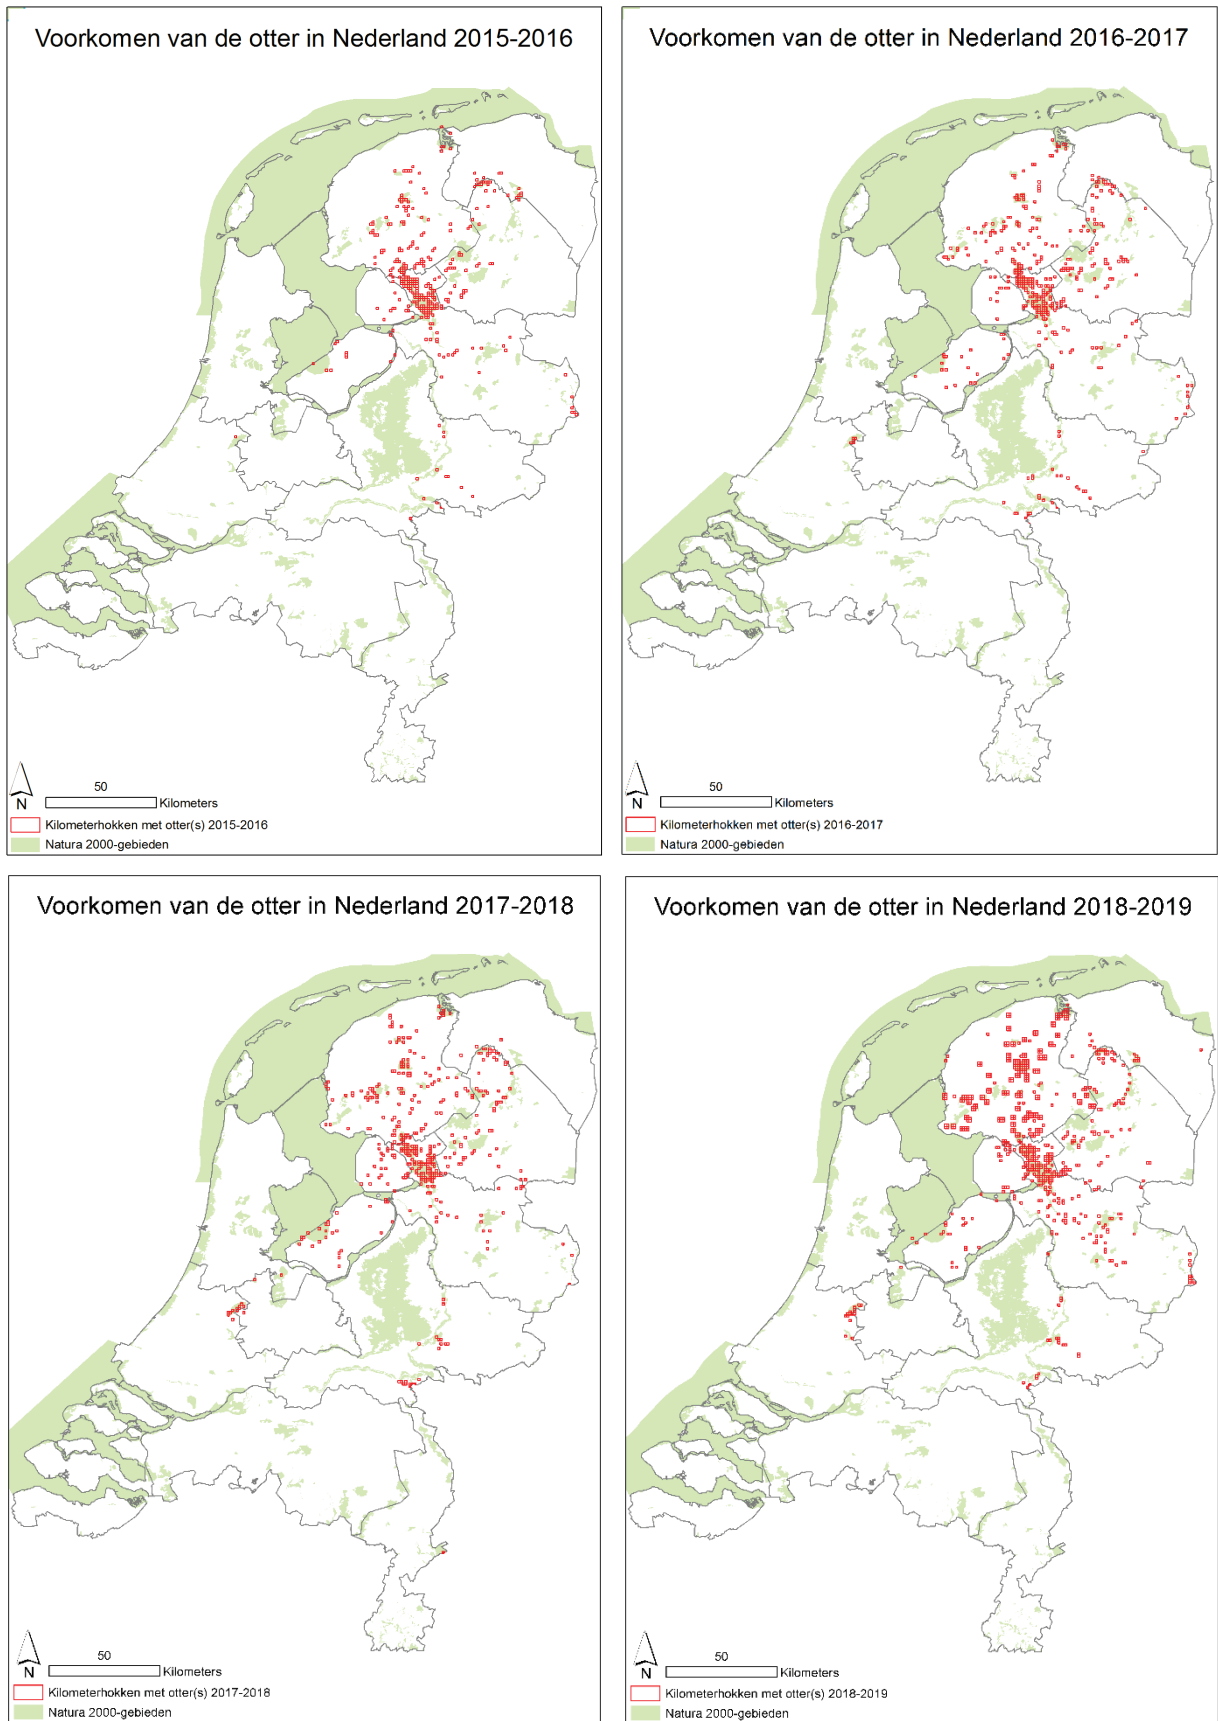 Voorkomen van de otter in Nederland 2015-2016
50
Kilometers
N
Kilometerhokken met otter(s) 2015-2016
Natura 2000-gebieden
Voorkomen van de otter in Nederland 2016-2017
50
Kilometers
N
Kilometerhokken met otter(s) 2016-2017
Natura 2000-gebieden
Voorkomen van de otter in Nederland 2017-2018
50
Kilometers
N
Kilometerhokken met otter(s) 2017-2018
Natura 2000-gebieden
Voorkomen van de otter in Nederland 2018-2019
50
Kilometers
N
Kilometerhokken met otter(s) 2018-2019
Natura 2000-gebieden